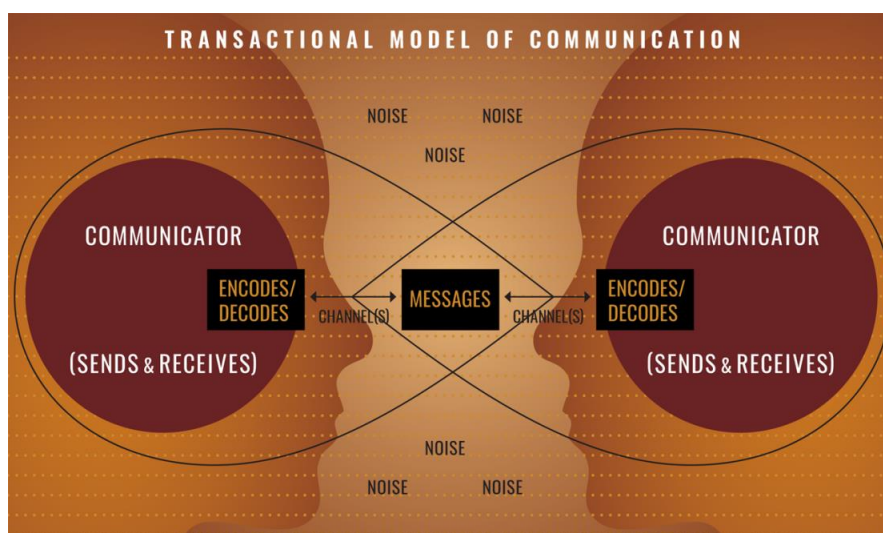 TRANSACTIONAL MODEL OF COMMUNICATION
NOISE NOISE
NOISE
COMMUNICATOR
COMMUNICATOR
ENCODES/
DECODES
CHANNEL(S)
MESSAGES
CHANNEL(S)
ENCODES/
DECODES
(SENDS & RECEIVES)
(SENDS & RECEIVES)
NOISE
NOISE NOISE